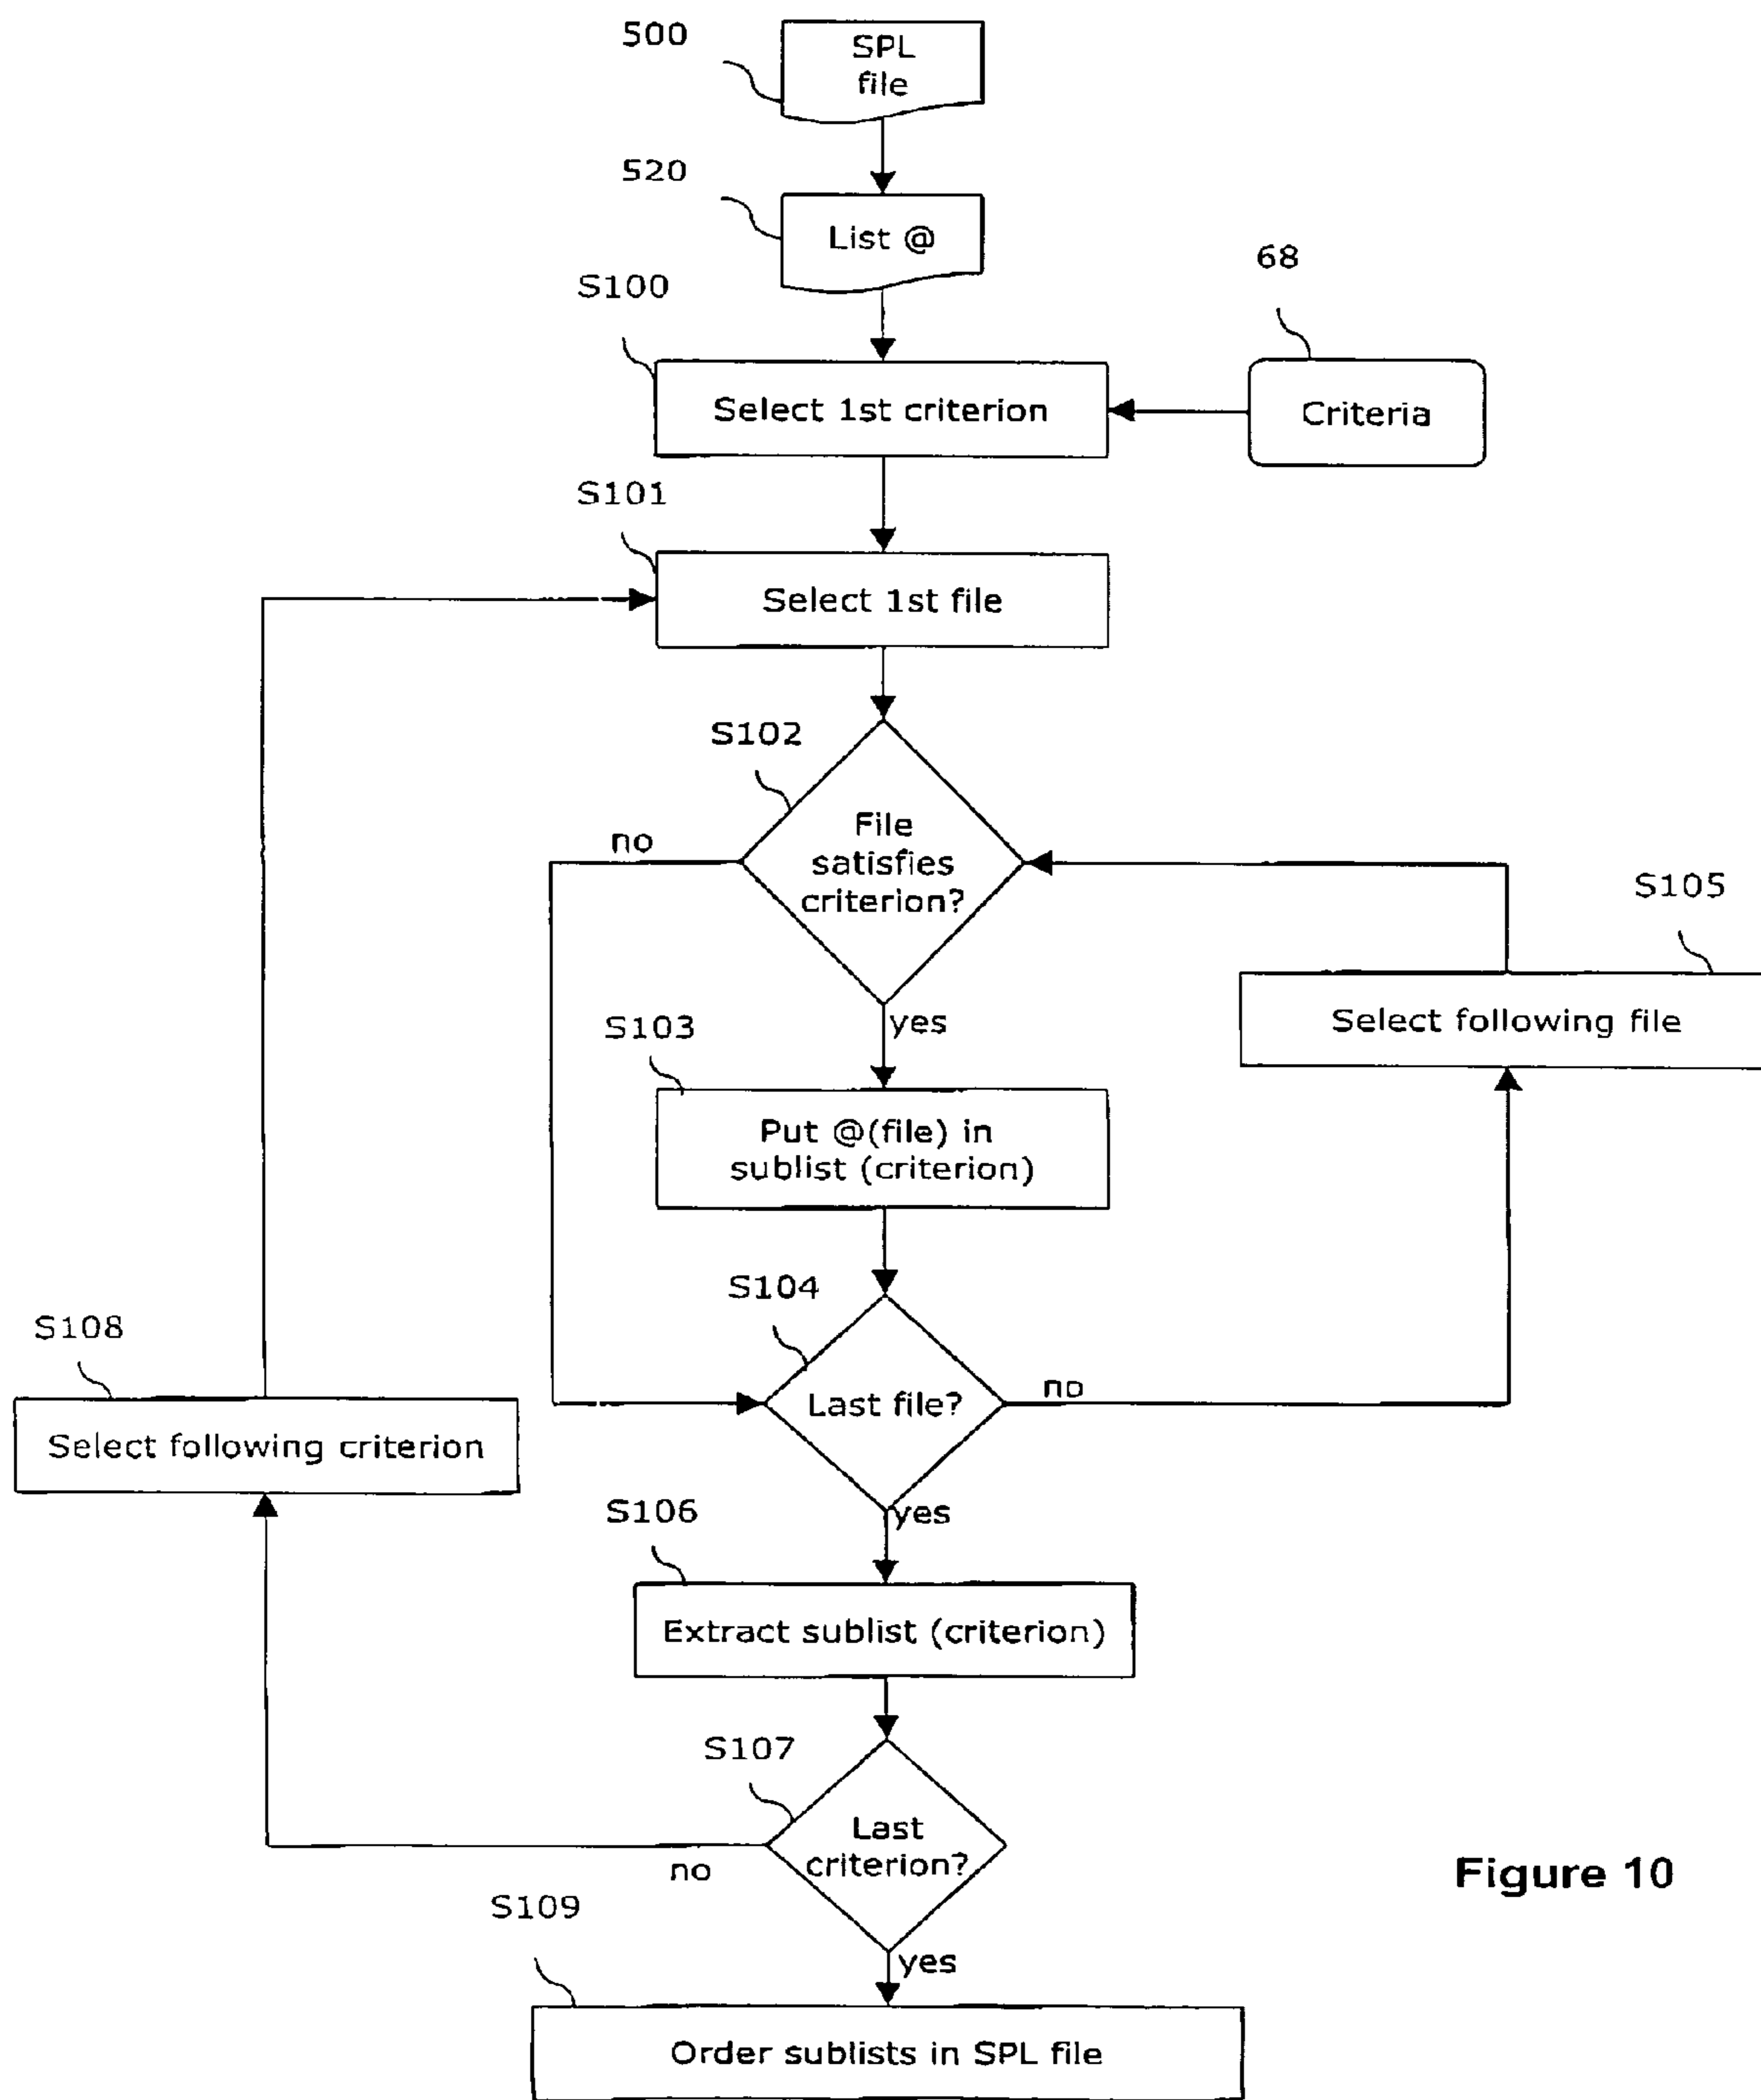 500
SPL
file
520
List @
68
S100
Select 1st criterion
Criteria
S101
Select 1st file
S102
File
satisfies
criterion?
no
S105
yes
Select following file
S103
Put @(file) in
sublist (criterion)
S104
S108
Last file?
no
Select following criterion
yes
S106
Extract sublist (criterion)
S107
Last
criterion?
no
Figure 10
S109
yes
Order sublists in SPL file